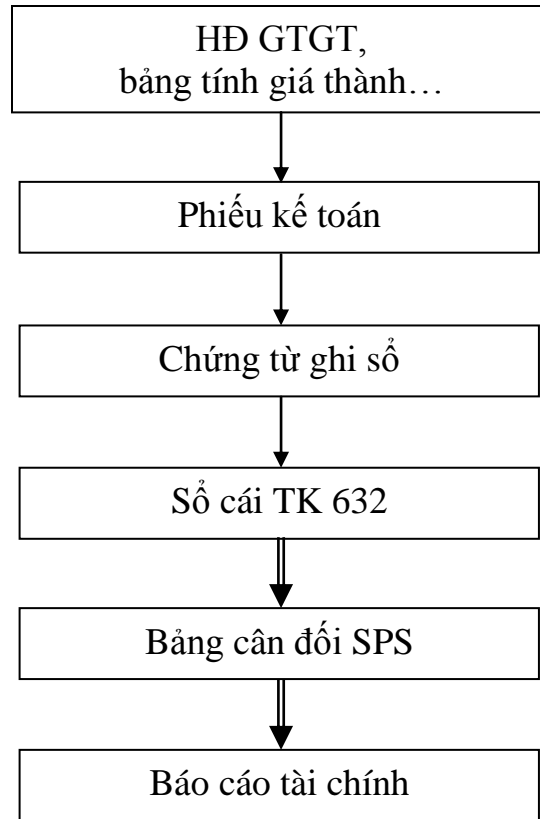 HĐ GTGT,
bảng tính giá thành…
Phiếu kế toán
Chứng từ ghi sổ
Sổ cái TK 632
Bảng cân đối SPS
Báo cáo tài chính